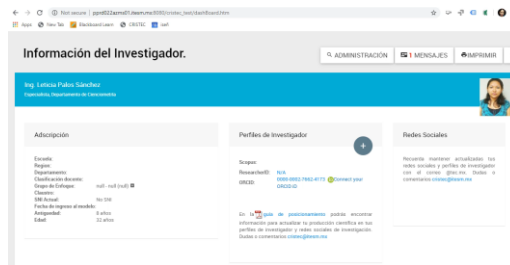 Not secure | ppnt022azmx01.itesm.mx:8080/cristec_test/dashboard.htm
Apps New Tab Blackboard Learn CRISTEC
Información del Investigador.
ADMINISTRACIÓN
1 MENSAJES
IMPRIMIR
Ing. Leticia Palos Sánchez
Especialista, Departamento de Cienciometría
Adscripción
Escuela:
Region:
Departamento:
Clasificación docente:
Grupo de Enfoque: null- null (null)
Claustro:
SNI Actual: No SNI
Fecha de ingreso al modelo:
Antiguedad: 8 años
Edad: 32 años
Perfiles de Investigador
+
Scopus:
ResearcherID: N/A
ORCID: Connect your
ORCID iD
En la guía de posicionamiento podrás encontrar
información para actualizar tu producción científica en sus
perfiles de investigador y redes sociales de investigación.
Dudas o comentarios cristec@itesm.mx
Redes Sociales
Recuerda mantener actualizadas tus
redes sociales y perfiles de investigador
con el correo @tec.mx. Dudas o
comentarios cristec@itesm.mx